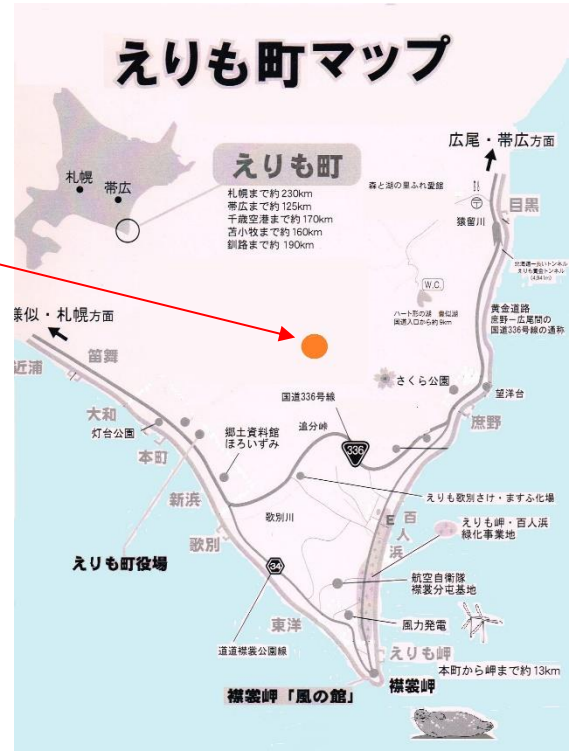 えりも町マップ
広尾・帯広方面
えりも町
札幌
帯広
札幌まで約230km
帯広まで約125km
千歳空港まで約170km
苫小牧まで約160km
釧路まで約190km
森と湖の里ふれ愛館
猿留川
目黒
えりも黄金トンネル
W.C.
ハート形の湖 豊似湖
国道入口から約9km
黄金道路
庶野ー広尾間の
国道336号線の通称
様似・札幌方面
笛舞
近浦
さくら公園
望洋台
庶野
国道336号線
追分峠
336
大和
灯台公園
本町
郷土資料館
ほろいずみ
新浜
えりも歌別さけ・ますふ化場
歌別川
歌別
百人浜
えりも岬・百人浜
緑化事業地
えりも町役場
34
航空自衛隊
襟裳分屯基地
東洋
風力発電
道道襟裳公園線
えりも岬
本町から岬まで約13km
襟裳岬
襟裳岬「風の館」